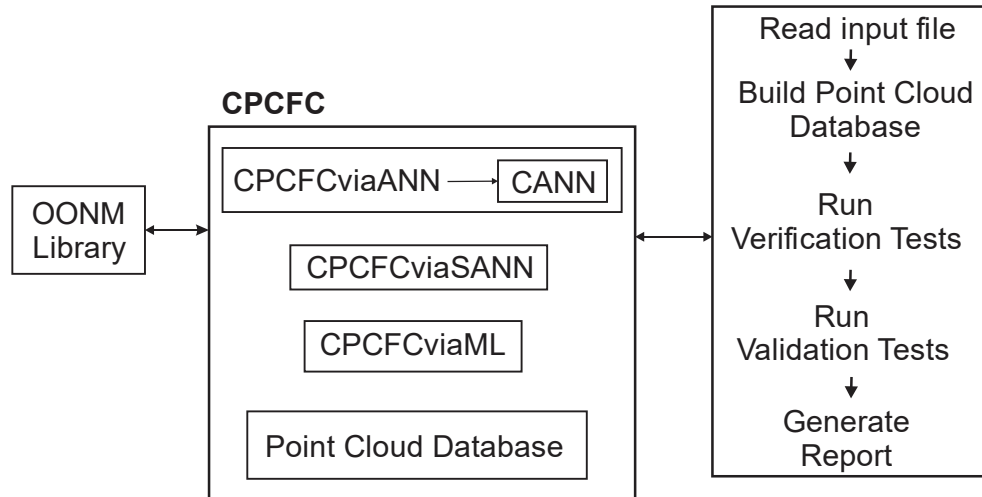 OONM
Library
CPCFC
CPCFCviaANN
CANN
CPCFCviaSANN
CPCFCviaML
Point Cloud Database
Read input file
Build Point Cloud
Database
Run
Verification Tests
Run
Validation Tests
Generate
Report